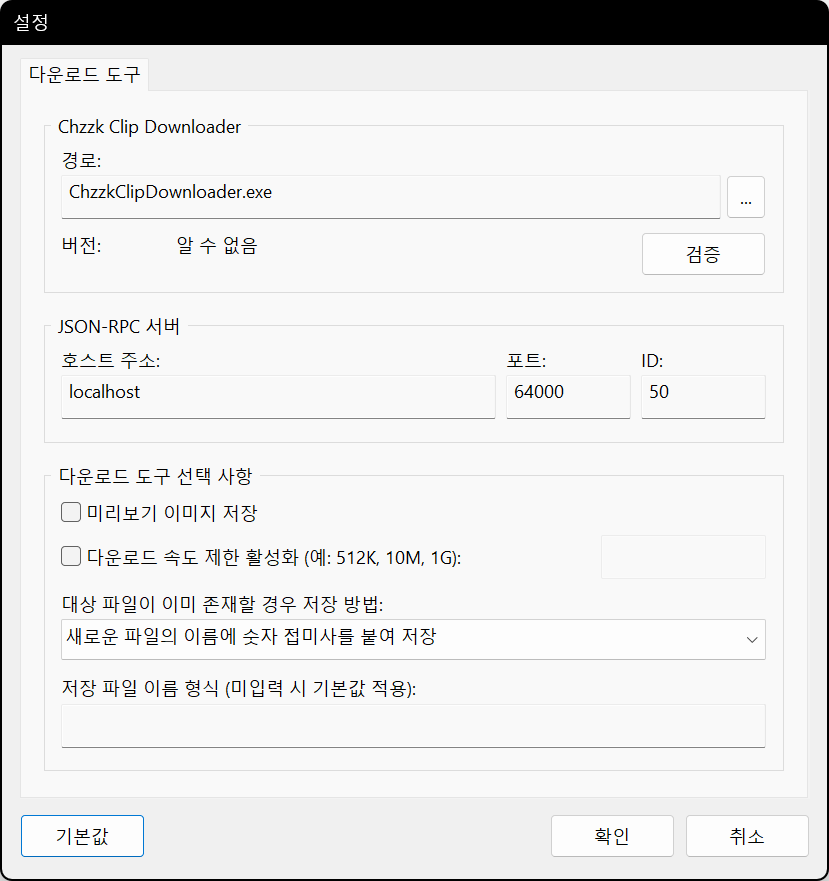 설정
다운로드 도구
Chzzk Clip Downloader
경로:
ChzzkClipDownloader.exe
...
버전: 알 수 없음
검증
JSON-RPC 서버
호스트 주소: 포트: ID:
localhost 64000 50
다운로드 도구 선택 사항
미리보기 이미지 저장
다운로드 속도 제한 활성화 (예: 512K, 10M, 1G):
대상 파일이 이미 존재할 경우 저장 방법:
새로운 파일의 이름에 숫자 접미사를 붙여 저장
저장 파일 이름 형식 (미입력 시 기본값 적용):
기본값 확인 취소